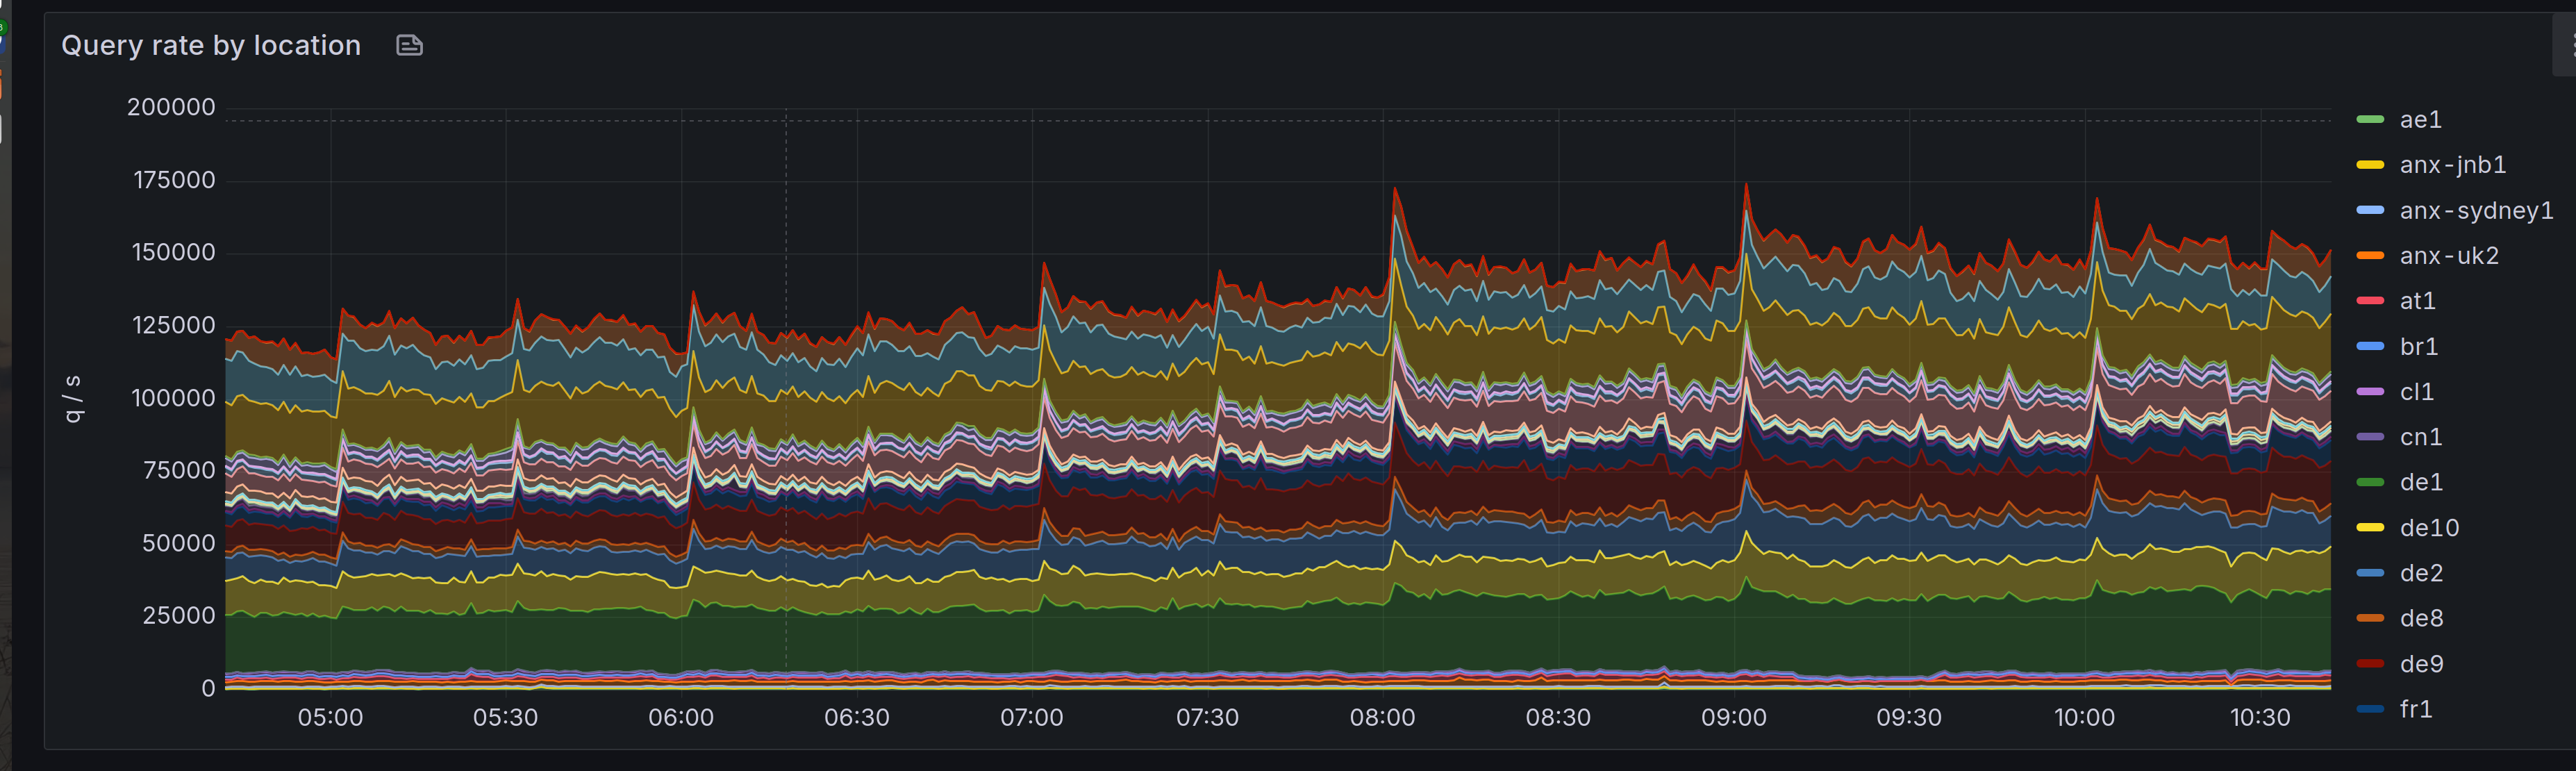 Query rate by location
q / s
200000
175000
150000
125000
100000
75000
50000
25000
0
05:00 05:30 06:00 06:30 07:00 07:30 08:00 08:30 09:00 09:30 10:00 10:30
ae1
anx-jnb1
anx-sydney1
anx-uk2
at1
br1
cl1
cn1
de1
de10
de2
de8
de9
fr1